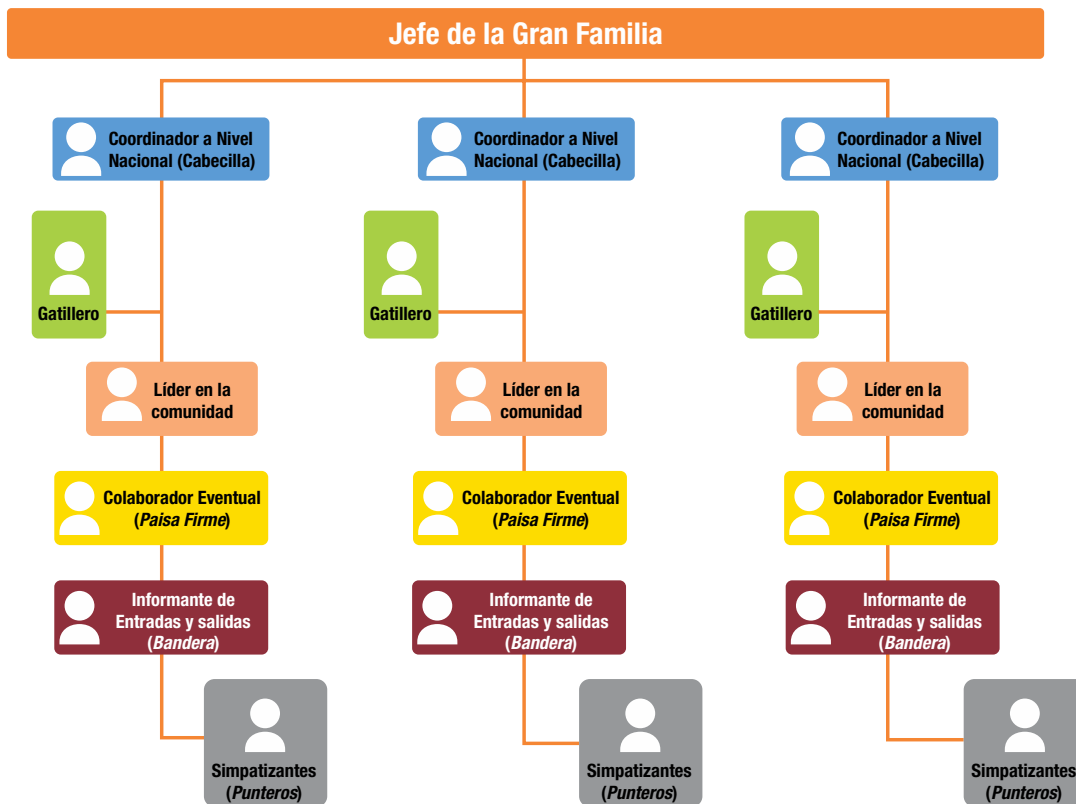 Jefe de la Gran Familia
Coordinador a Nivel
Nacional (Cabecilla)
Coordinador a Nivel
Nacional (Cabecilla)
Coordinador a Nivel
Nacional (Cabecilla)
Gatillero
Gatillero
Gatillero
Líder en la
comunidad
Líder en la
comunidad
Líder en la
comunidad
Colaborador Eventual
(Paisa Firme)
Colaborador Eventual
(Paisa Firme)
Colaborador Eventual
(Paisa Firme)
Informante de
Entradas y salidas
(Bandera)
Informante de
Entradas y salidas
(Bandera)
Informante de
Entradas y salidas
(Bandera)
Simpatizantes
(Punteros)
Simpatizantes
(Punteros)
Simpatizantes
(Punteros)